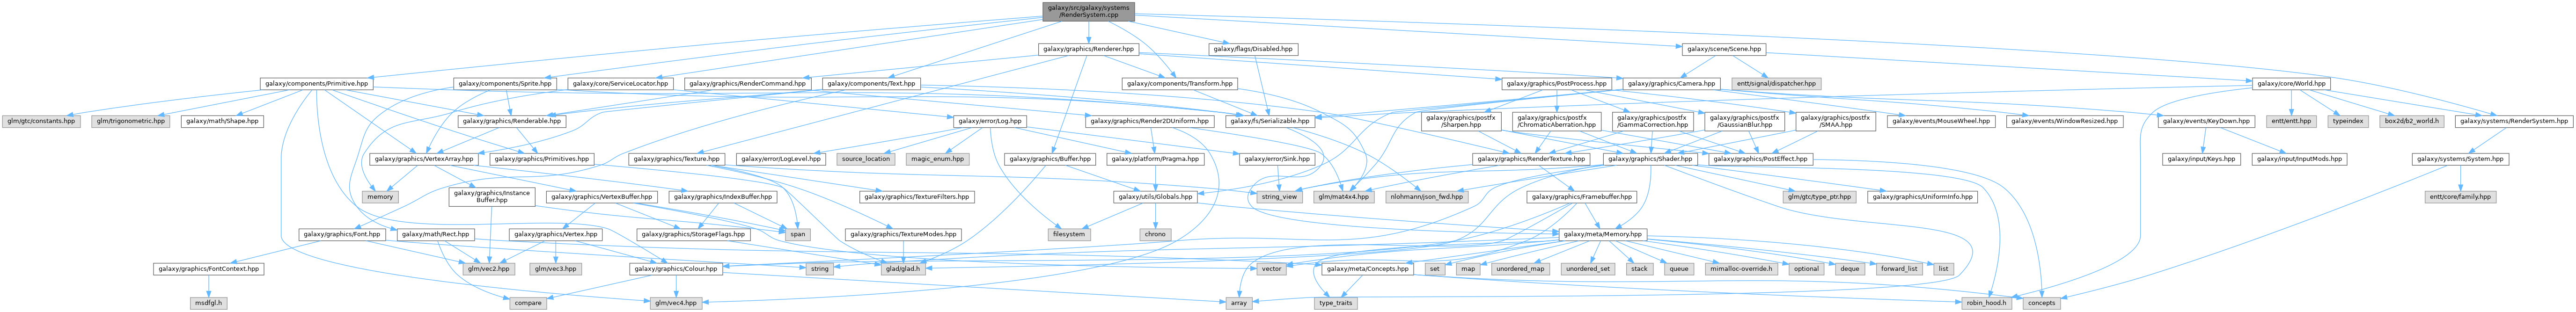 galaxy/src/galaxy/systems
/RenderSystem.cpp
galaxy/graphics/Renderer.hpp
galaxy/flags/Disabled.hpp
galaxy/scene/Scene.hpp
galaxy/components/Primitive.hpp
galaxy/components/Sprite.hpp
galaxy/core/ServiceLocator.hpp
galaxy/graphics/RenderCommand.hpp
galaxy/components/Text.hpp
galaxy/components/Transform.hpp
galaxy/graphics/PostProcess.hpp
galaxy/graphics/Camera.hpp
entt/signal/dispatcher.hpp
galaxy/core/World.hpp
glm/gtc/constants.hpp
glm/trigonometric.hpp
galaxy/math/Shape.hpp
galaxy/graphics/Renderable.hpp
galaxy/error/Log.hpp
galaxy/graphics/Render2DUniform.hpp
galaxy/fs/Serializable.hpp
galaxy/graphics/postfx
/Sharpen.hpp
galaxy/graphics/postfx
/ChromaticAberration.hpp
galaxy/graphics/postfx
/GammaCorrection.hpp
galaxy/graphics/postfx
/GaussianBlur.hpp
galaxy/graphics/postfx
/SMAA.hpp
galaxy/events/MouseWheel.hpp
galaxy/events/WindowResized.hpp
galaxy/events/KeyDown.hpp
entt/entt.hpp
typeindex
box2d/b2_world.h
galaxy/systems/RenderSystem.hpp
galaxy/graphics/VertexArray.hpp
galaxy/graphics/Primitives.hpp
galaxy/graphics/Texture.hpp
galaxy/error/LogLevel.hpp
source_location
magic_enum.hpp
galaxy/graphics/Buffer.hpp
galaxy/platform/Pragma.hpp
galaxy/error/Sink.hpp
galaxy/graphics/RenderTexture.hpp
galaxy/graphics/Shader.hpp
galaxy/graphics/PostEffect.hpp
galaxy/input/Keys.hpp
galaxy/input/InputMods.hpp
galaxy/systems/System.hpp
memory
galaxy/graphics/Instance
Buffer.hpp
galaxy/graphics/VertexBuffer.hpp
galaxy/graphics/IndexBuffer.hpp
galaxy/graphics/TextureFilters.hpp
galaxy/utils/Globals.hpp
string_view
glm/mat4x4.hpp
nlohmann/json_fwd.hpp
galaxy/graphics/Framebuffer.hpp
glm/gtc/type_ptr.hpp
galaxy/graphics/UniformInfo.hpp
entt/core/family.hpp
galaxy/graphics/Font.hpp
galaxy/math/Rect.hpp
galaxy/graphics/Vertex.hpp
galaxy/graphics/StorageFlags.hpp
span
galaxy/graphics/TextureModes.hpp
filesystem
chrono
galaxy/meta/Memory.hpp
galaxy/graphics/FontContext.hpp
glm/vec2.hpp
glm/vec3.hpp
galaxy/graphics/Colour.hpp
string
glad/glad.h
vector
galaxy/meta/Concepts.hpp
set
map
unordered_map
unordered_set
stack
queue
mimalloc-override.h
optional
deque
forward_list
list
msdfgl.h
compare
glm/vec4.hpp
array
type_traits
robin_hood.h
concepts